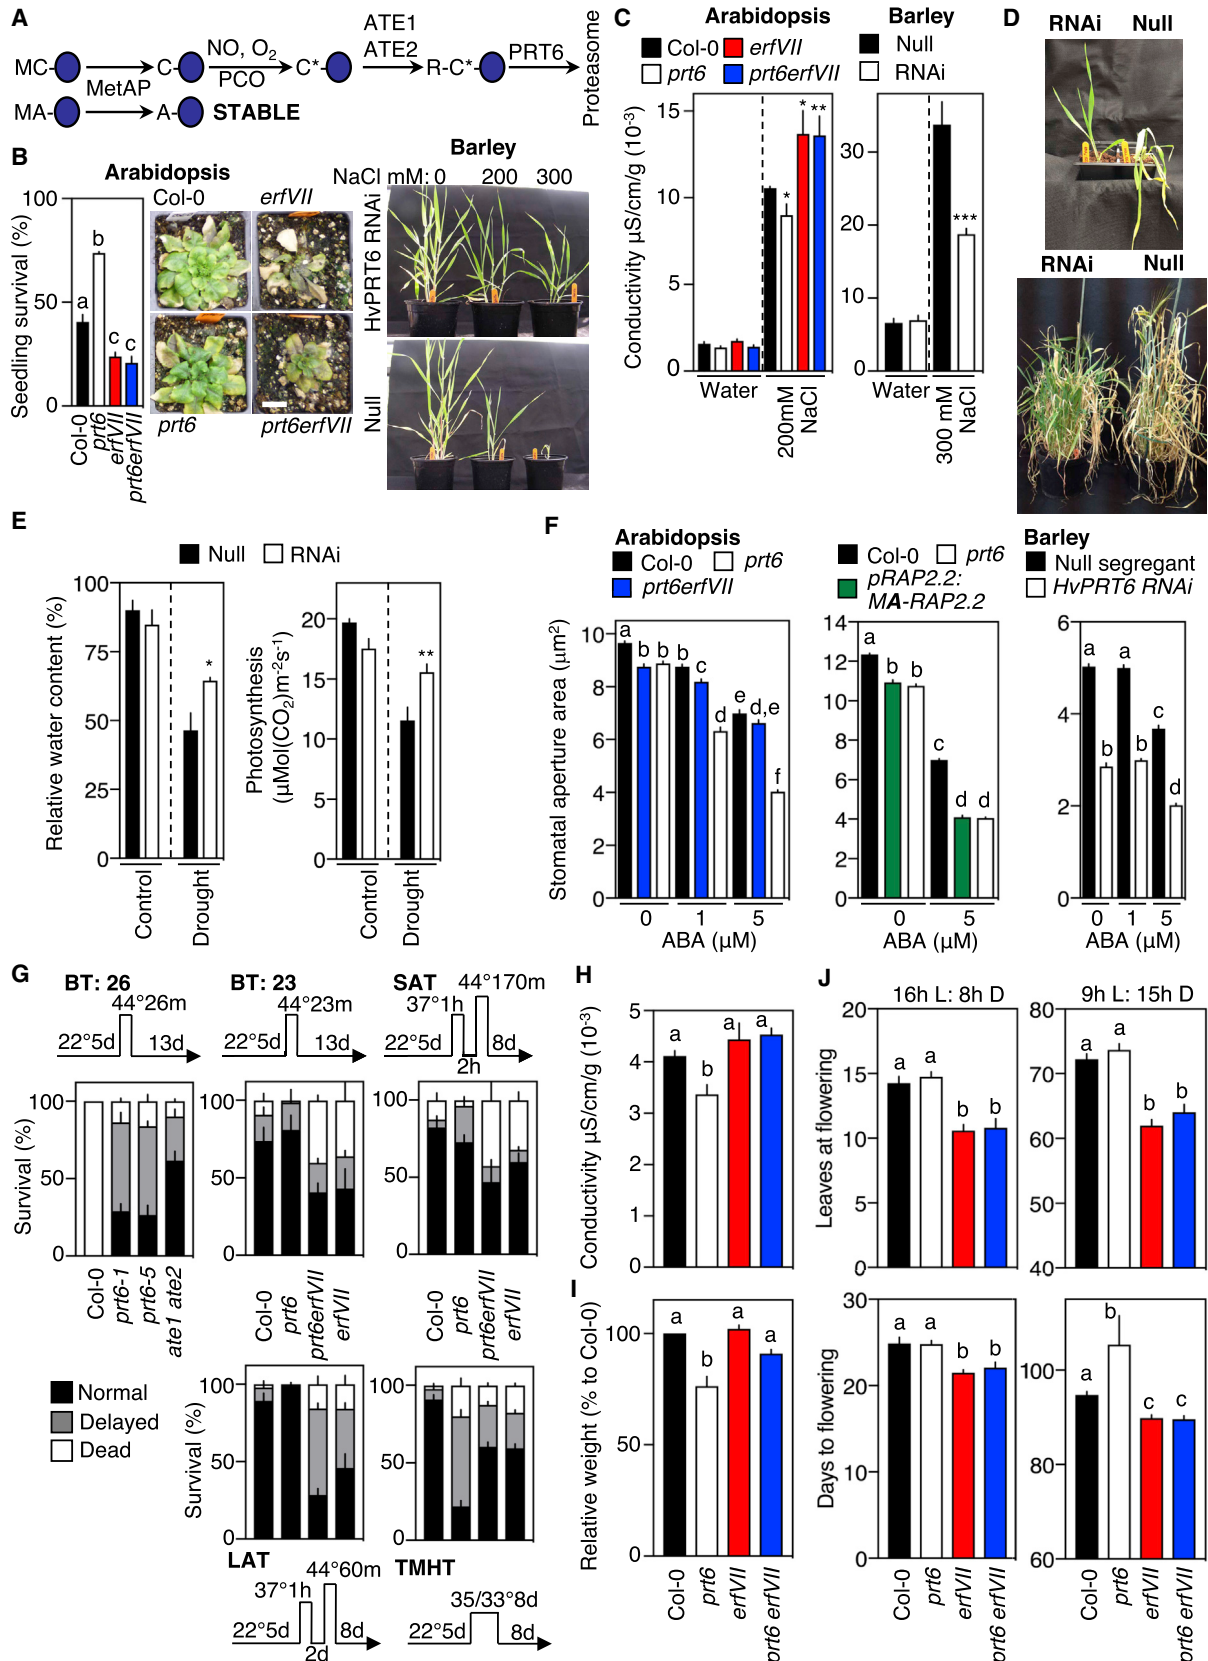 A
MC-
MetAP
C-
NO, O2
PCO
C*-
ATE1
ATE2
R-C*-
PRT6
Proteasome
MA-
A-
STABLE
B
Arabidopsis
Seedling survival (%)
100
50
0
a
b
c
c
Col-0
prt6
erfVII
prt6erfVII
Col-0
erfVII
prt6
prt6erfVII
Barley
NaCl mM: 0 200 300
HvPRT6 RNAi
Null
C
Arabidopsis
Col-0
erfVII
prt6
prt6erfVII
Barley
Null
RNAi
Conductivity µS/cm/g (10-3)
15
10
5
0
*
*
**
Water
200mM
NaCl
30
20
10
0
***
Water
300 mM
NaCl
D
RNAi Null
RNAi Null
E
Null
RNAi
Relative water content (%)
100
75
50
25
0
*
Control
Drought
Photosynthesis
(µMol(CO2)m-2s-1)
20
15
10
5
0
**
Control
Drought
F
Arabidopsis
Col-0
prt6
prt6erfVII
Stomatal aperture area (µm2)
10
8
6
4
2
0
a
b
b
a
c
d
e
d,e
f
0 1 5
ABA (µM)
Col-0
prt6
pRAP2.2:
MA-RAP2.2
14
12
10
8
6
4
2
0
a
b
b
c
d
d
0 5
ABA (µM)
Barley
Null segregant
HvPRT6 RNAi
6
4
2
0
a
b
a
b
c
d
0 1 5
ABA (µM)
G
BT: 26
44°26m
22°5d
13d
BT: 23
44°23m
22°5d
13d
SAT
44°170m
37°1h
22°5d
2h
8d
Survival (%)
100
50
0
Col-0
prt6-1
prt6-5
ate1 ate2
100
50
0
Col-0
prt6
prt6erfVII
erfVII
100
50
0
Col-0
prt6
prt6erfVII
erfVII
Normal
Delayed
Dead
Survival (%)
100
50
0
100
50
0
LAT
44°60m
37°1h
22°5d
2d
8d
TMHT
35/33°8d
22°5d
8d
H
Conductivity µS/cm/g (10-3)
5
4
3
4
1
0
a
b
a
a
I
Relative weight (% to Col-0)
100
50
0
a
b
a
a
Col-0
prt6
erfVII
prt6 erfVII
J
16h L: 8h D
Leaves at flowering
20
15
10
5
0
a
a
b
b
9h L: 15h D
80
70
60
80
40
a
a
b
b
Days to flowering
30
20
10
0
a
a
b
b
Col-0
prt6
erfVII
prt6 erfVII
100
80
60
a
b
c
c
Col-0
prt6
erfVII
prt6 erfVII